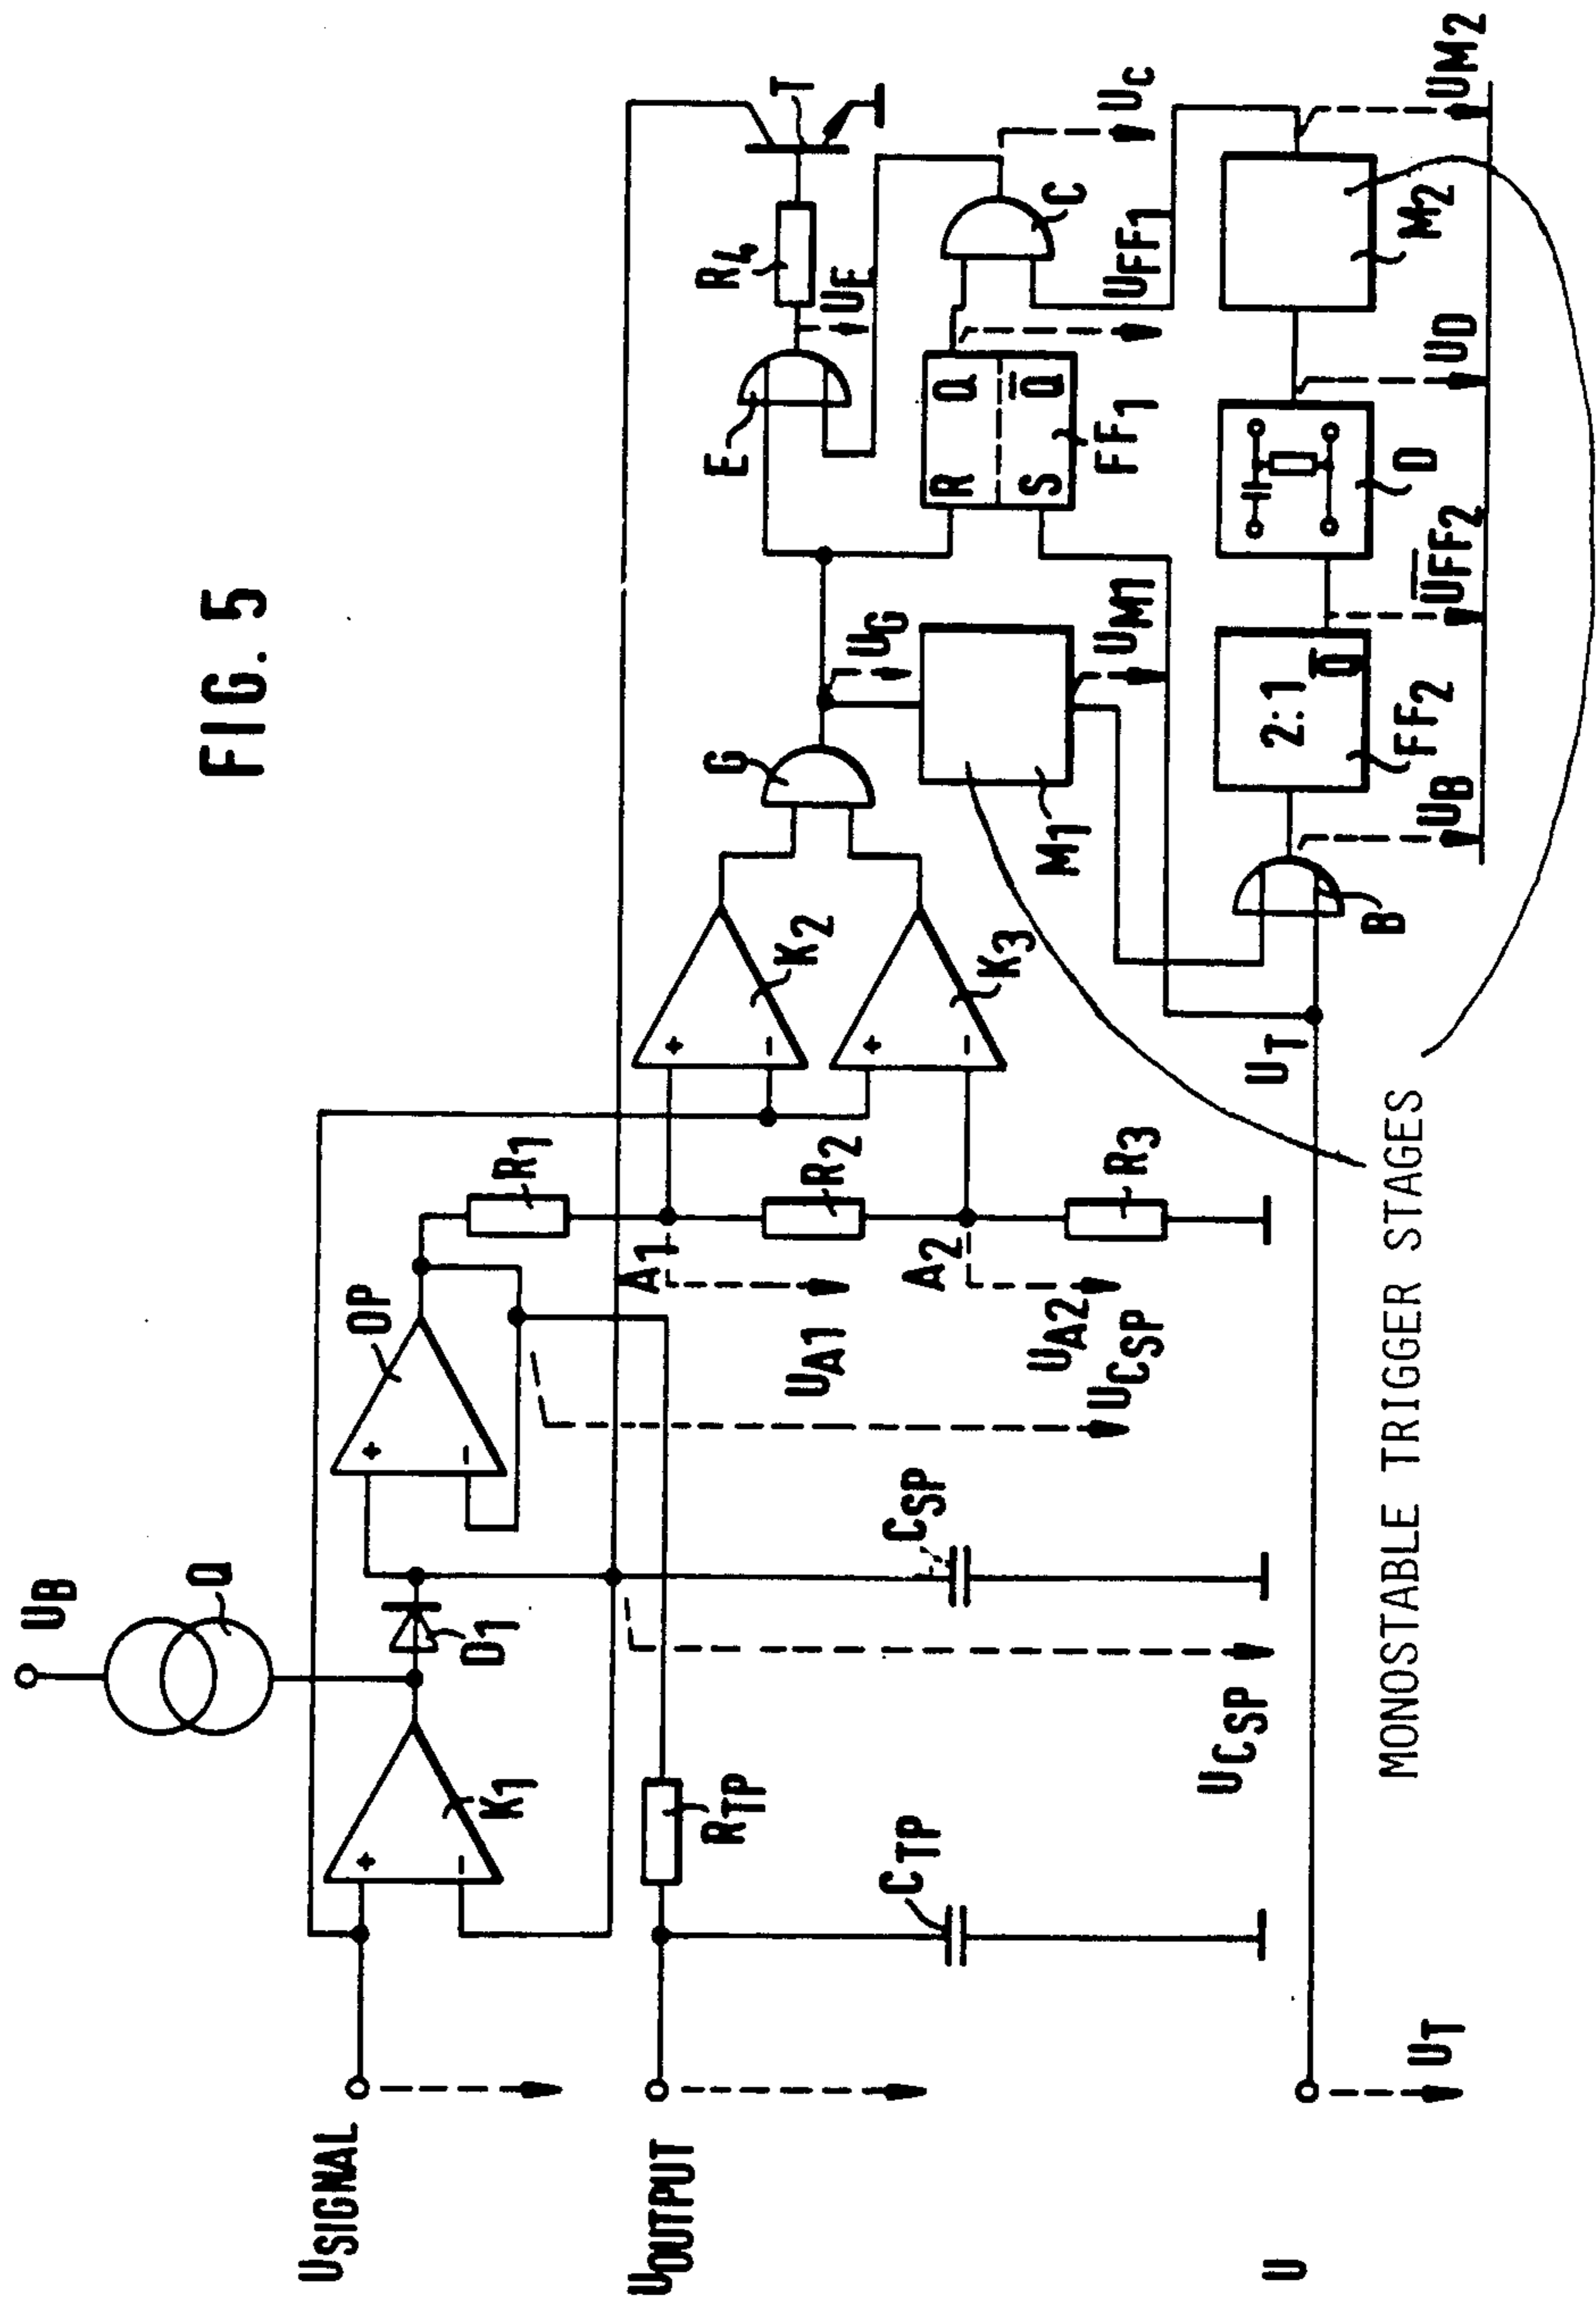 FIG. 5
UB
Q
USIGNAL
K1
+
-
D1
OP
+
-
R1
UOUTPUT
RTP
CTP
CSP
UCSP
A1
UA1
R2
A2
UA2
UCSP
R3
K2
+
-
K3
+
-
G
UG
M1
UM1
E
UE
R4
T
R
Q
S
Q̅
FF1
UFF1
C
UC
U
UT
UT
B
UB
2:1
Q̅
FF2
U̅FF2
D
UD
M2
UM2
MONOSTABLE TRIGGER STAGES